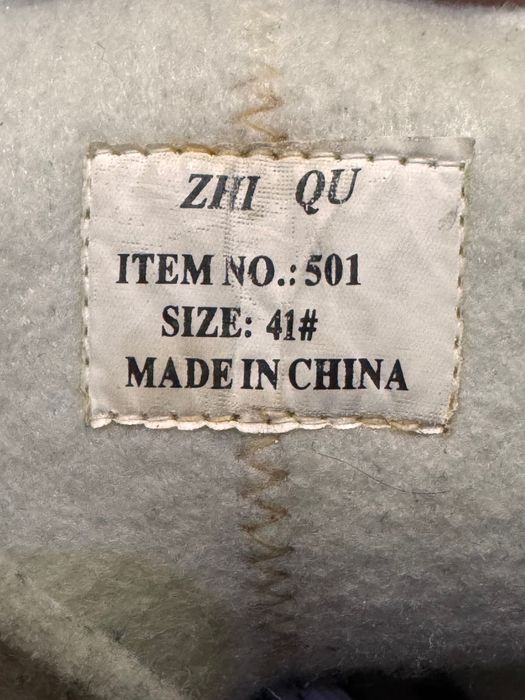 ZHI QU
ITEM NO.: 501
SIZE: 41#
MADE IN CHINA